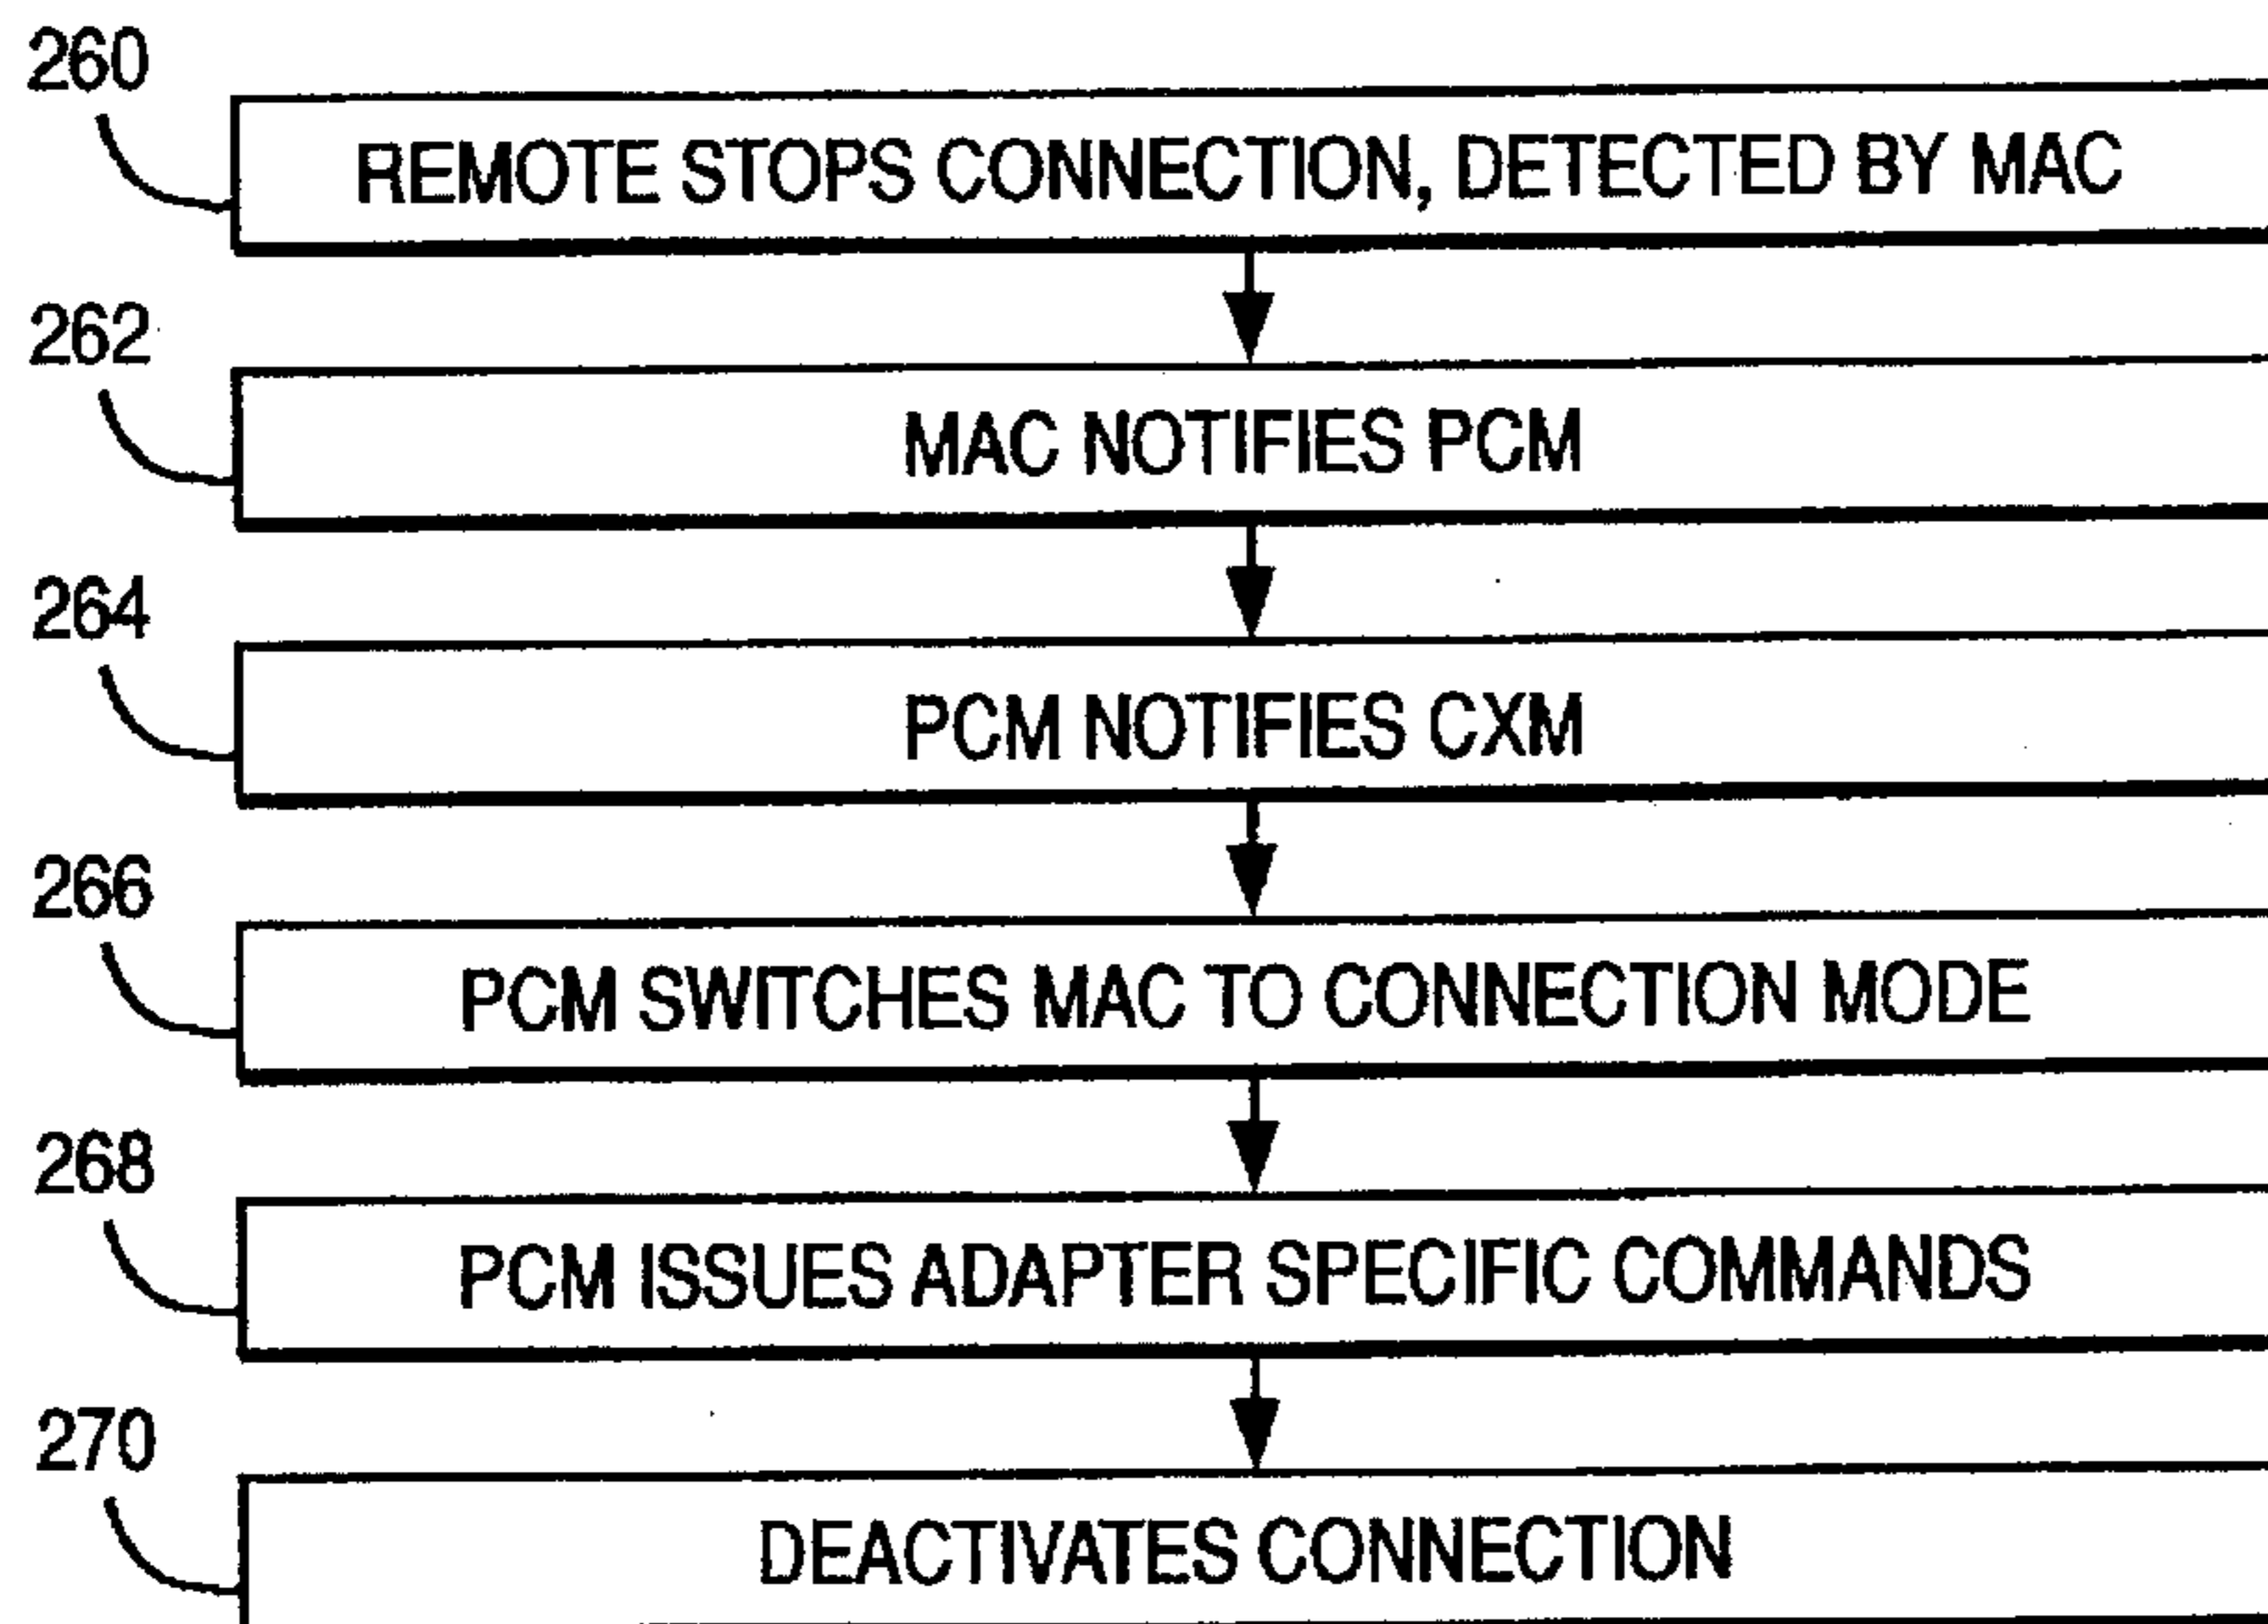 260
REMOTE STOPS CONNECTION, DETECTED BY MAC
262
MAC NOTIFIES PCM
264
PCM NOTIFIES CXM
266
PCM SWITCHES MAC TO CONNECTION MODE
268
PCM ISSUES ADAPTER SPECIFIC COMMANDS
270
DEACTIVATES CONNECTION